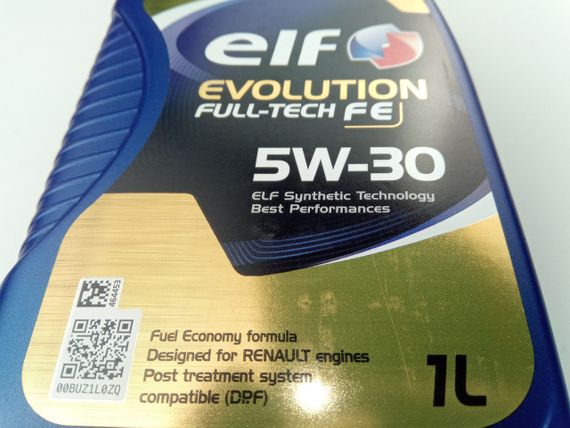 elf
EVOLUTION
FULL-TECH FE
5W-30
ELF Synthetic Technology
Best Performances
464453
00BUZ1L0ZQ
Fuel Economy formula
Designed for RENAULT engines
Post treatment system
compatible (DPF)
1L